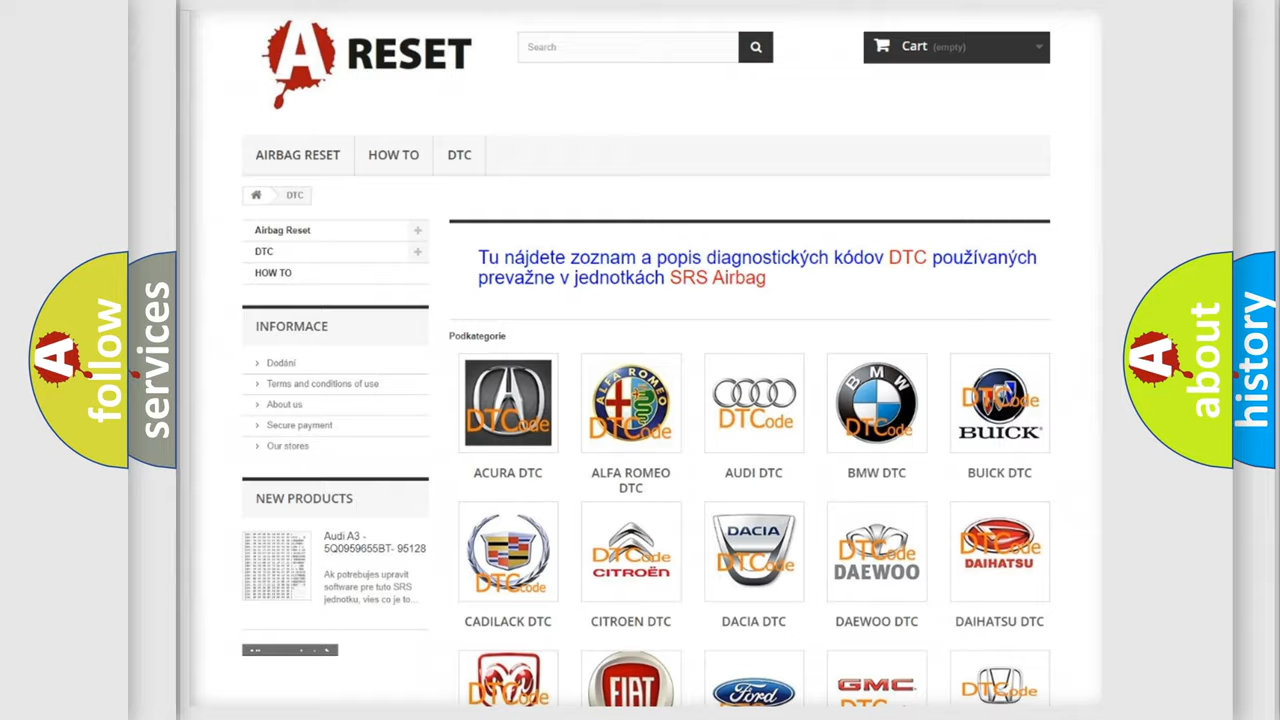 A RESET
Search
Cart (empty)
AIRBAG RESET
HOW TO
DTC
DTC
Airbag Reset
DTC
HOW TO
INFORMACE
Dodání
Terms and conditions of use
About us
Secure payment
Our stores
NEW PRODUCTS
Audi A3 -
5Q0959655BT- 95128
Ak potrebujes upravit
software pre tuto SRS
jednotku, vies co je to...
Tu nájdete zoznam a popis diagnostických kódov DTC používaných
prevažne v jednotkách SRS Airbag
Podkategorie
DTCode
ALFA ROMEO
DTCode
DTCode
BMW
DTCode
DTCode
BUICK
ACURA DTC
ALFA ROMEO
DTC
AUDI DTC
BMW DTC
BUICK DTC
DTCode
DTCode
CITROËN
DACIA
DTCode
DTCode
DAEWOO
DTCode
DAIHATSU
CADILACK DTC
CITROEN DTC
DACIA DTC
DAEWOO DTC
DAIHATSU DTC
DTCode
FIAT
Ford
GMC
DTCode
A follow
services
A about
history